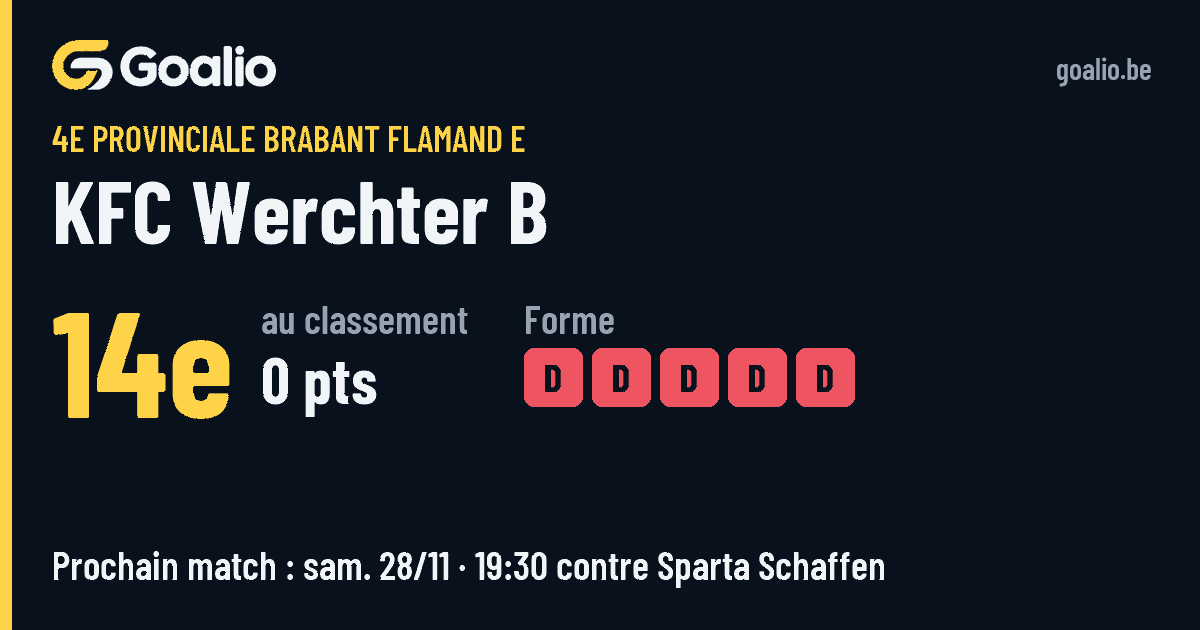 Goalio
goalio.be
4E PROVINCIALE BRABANT FLAMAND E
KFC Werchter B
14e
au classement
0 pts
Forme
D D D D D
Prochain match : sam. 28/11 · 19:30 contre Sparta Schaffen